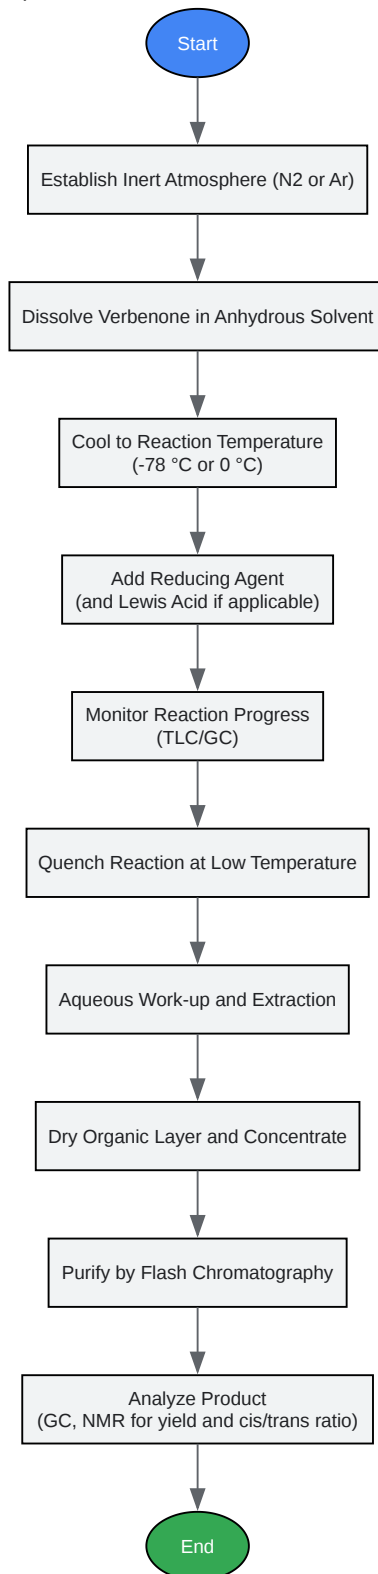 Start
Establish Inert Atmosphere (N2 or Ar)
Dissolve Verbenone in Anhydrous Solvent
Cool to Reaction Temperature
(-78 °C or 0 °C)
Add Reducing Agent
(and Lewis Acid if applicable)
Monitor Reaction Progress
(TLC/GC)
Quench Reaction at Low Temperature
Aqueous Work-up and Extraction
Dry Organic Layer and Concentrate
Purify by Flash Chromatography
Analyze Product
(GC, NMR for yield and cis/trans ratio)
End